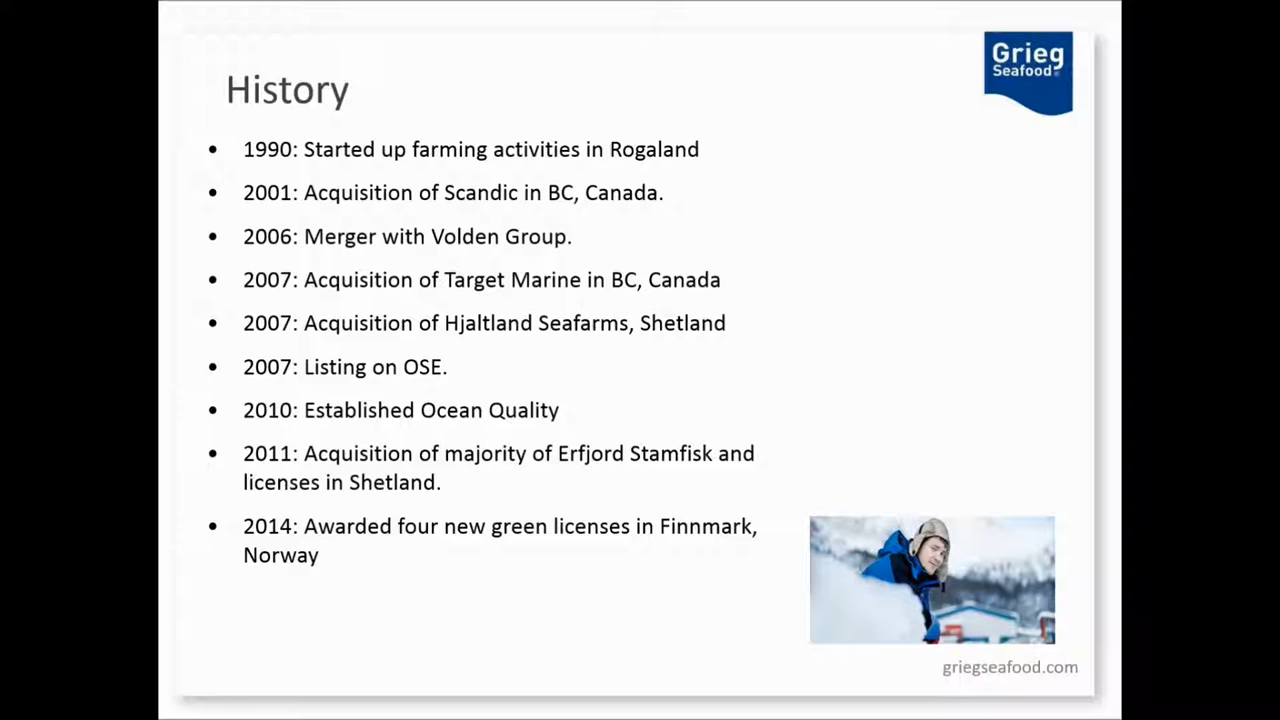 Grieg
Seafood®
History
• 1990: Started up farming activities in Rogaland
• 2001: Acquisition of Scandic in BC, Canada.
• 2006: Merger with Volden Group.
• 2007: Acquisition of Target Marine in BC, Canada
• 2007: Acquisition of Hjaltland Seafarms, Shetland
• 2007: Listing on OSE.
• 2010: Established Ocean Quality
• 2011: Acquisition of majority of Erfjord Stamfisk and
licenses in Shetland.
• 2014: Awarded four new green licenses in Finnmark,
Norway
griegseafood.com